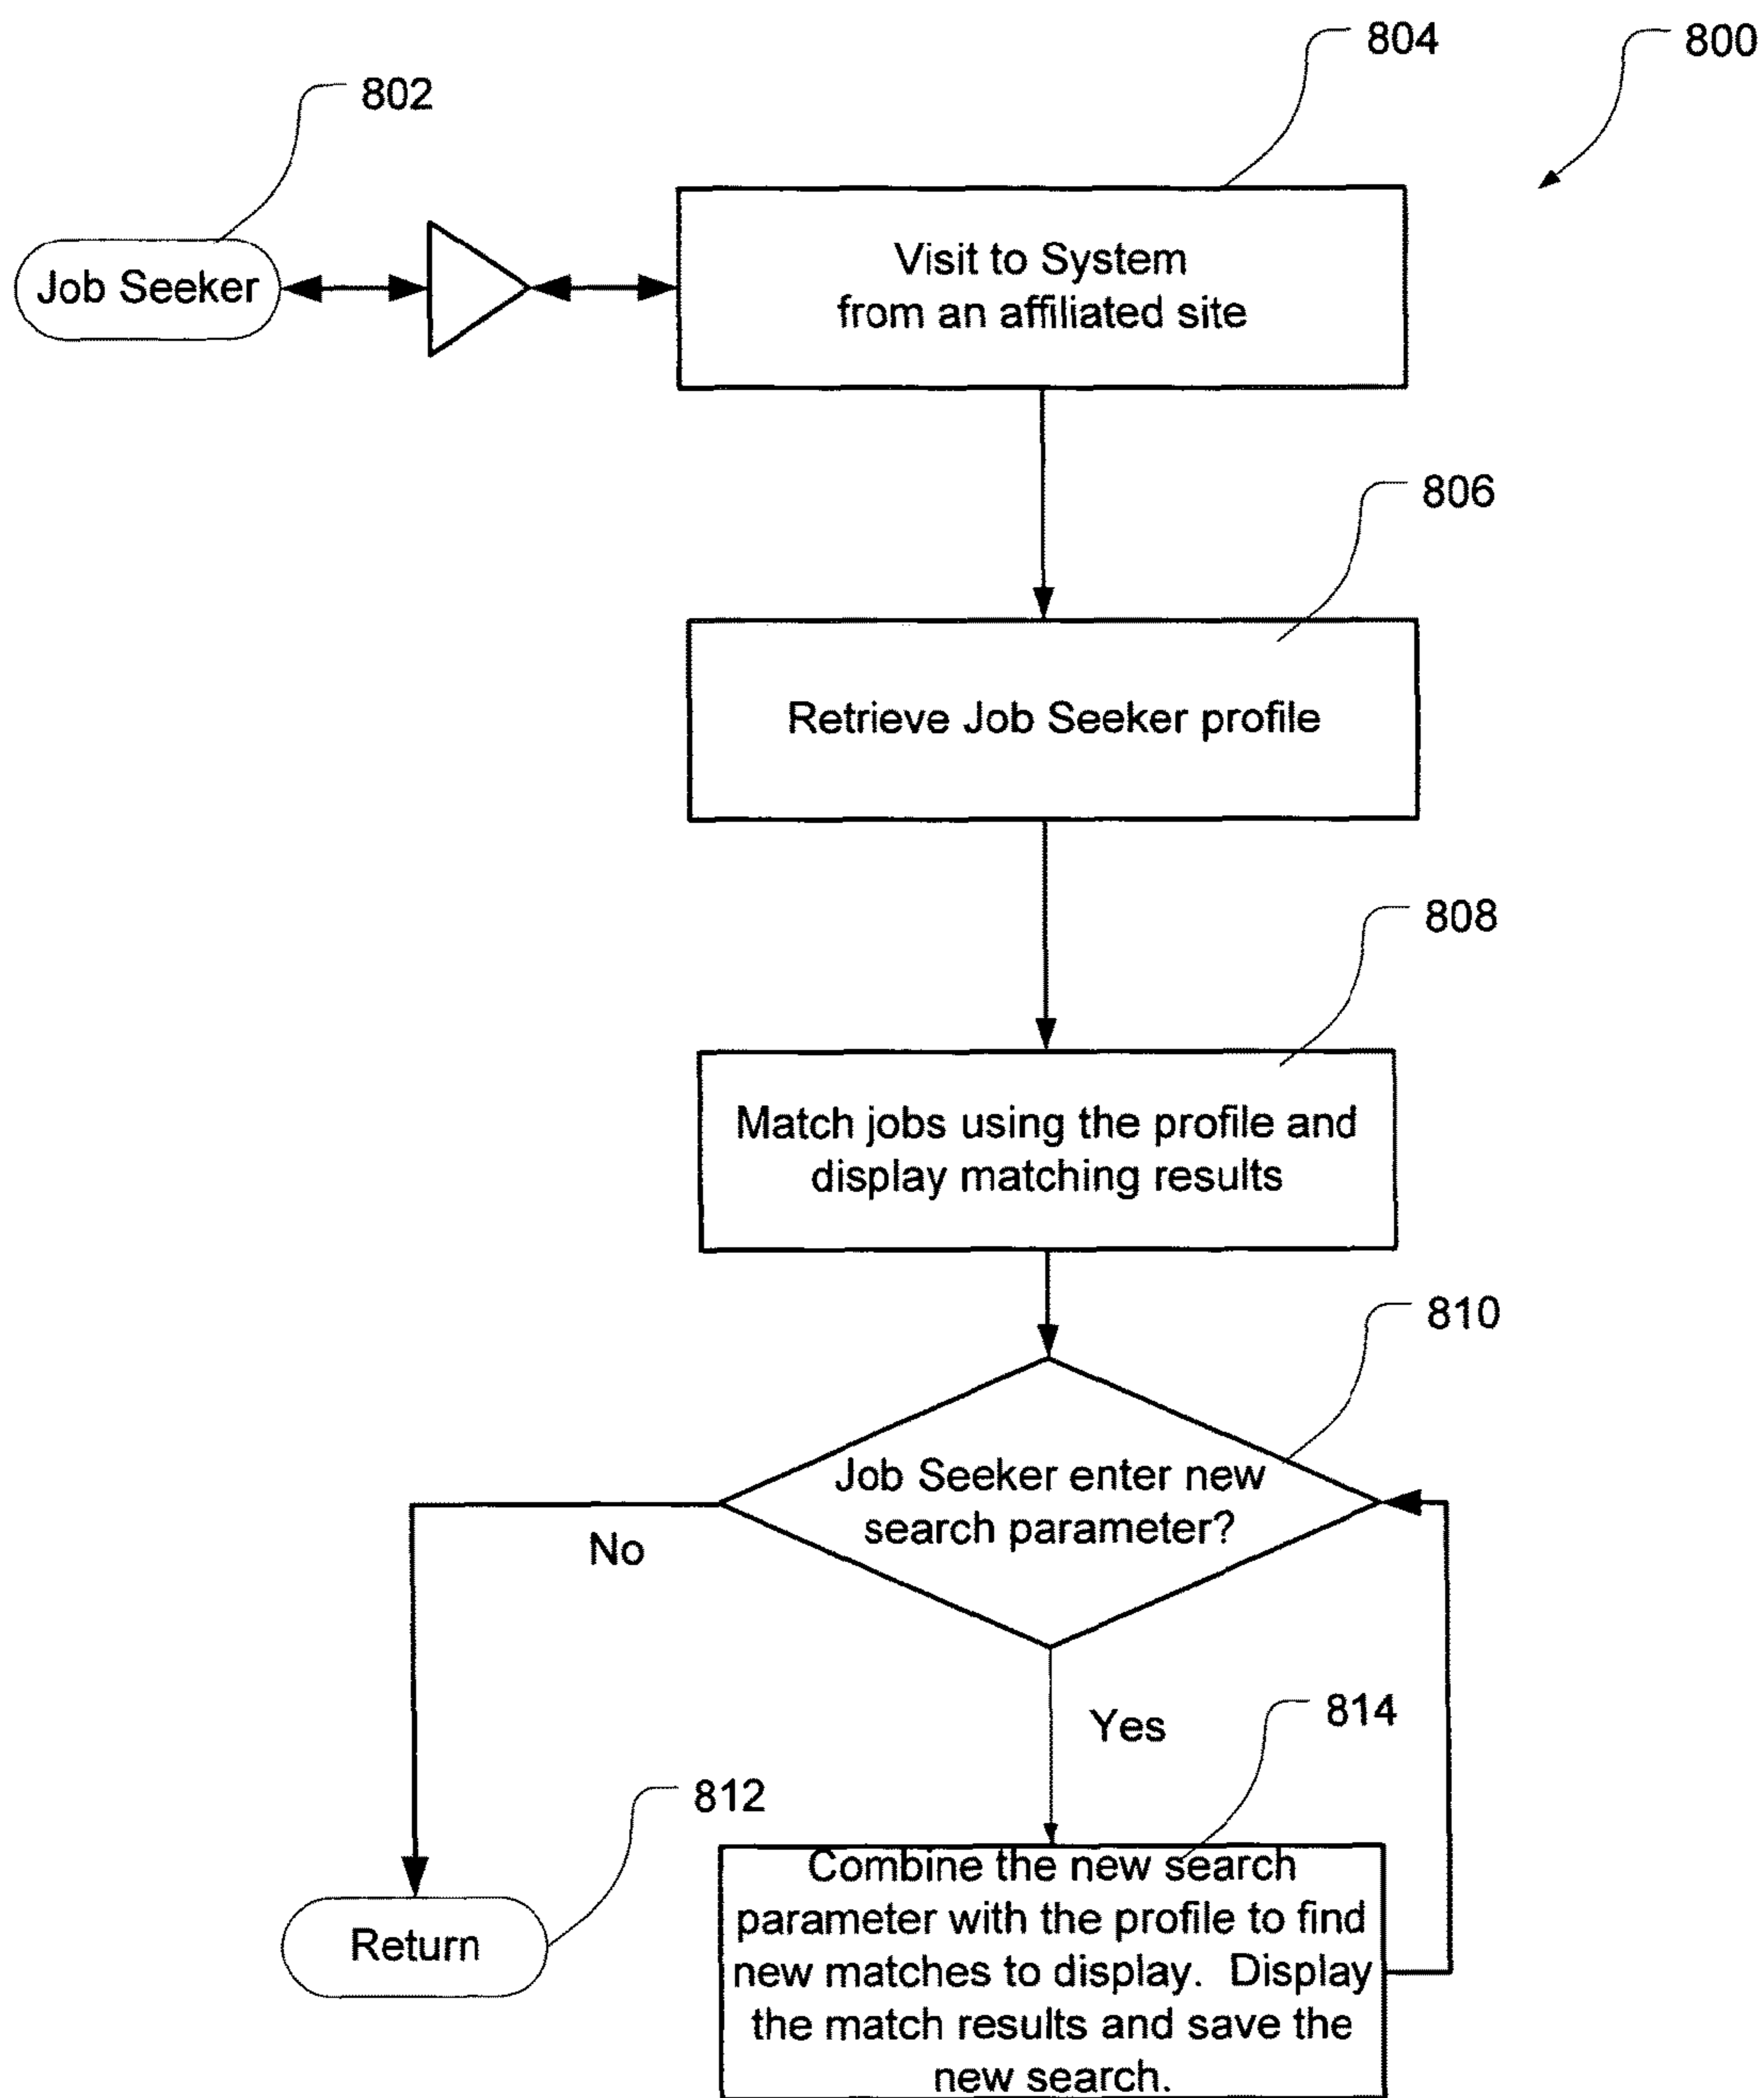 804
800
802
Job Seeker
Visit to System
from an affiliated site
806
Retrieve Job Seeker profile
808
Match jobs using the profile and
display matching results
810
Job Seeker enter new
search parameter?
No
Yes
814
812
Combine the new search
parameter with the profile to find
new matches to display. Display
the match results and save the
new search.
Return